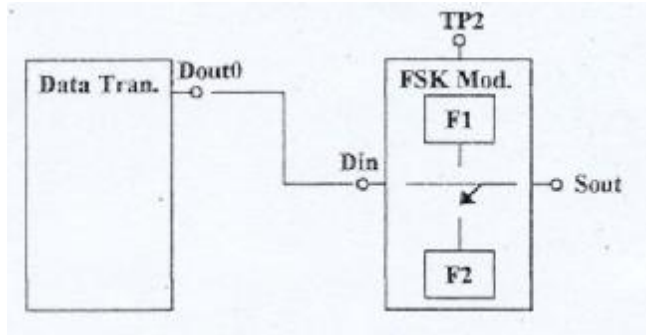 TP2
Data Tran.
Dout0
FSK Mod.
F1
Din
Sout
F2